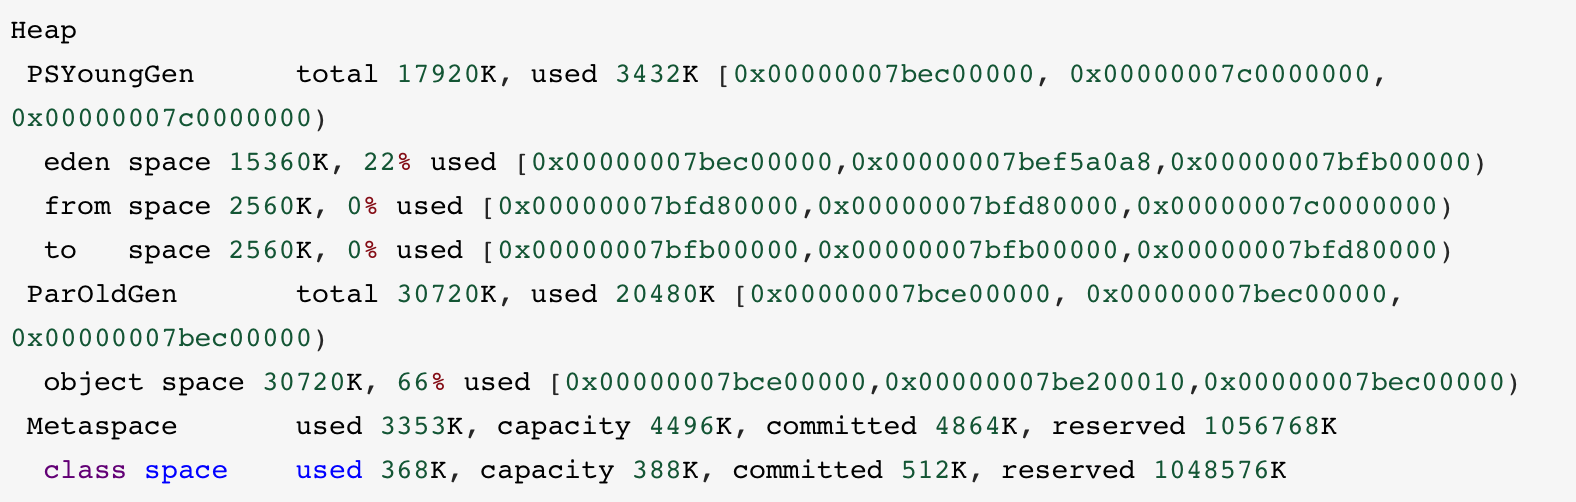 Heap
 PSYoungGen      total 17920K, used 3432K [0x00000007bec00000, 0x00000007c0000000,
0x00000007c0000000)
  eden space 15360K, 22% used [0x00000007bec00000,0x00000007bef5a0a8,0x00000007bfb00000)
  from space 2560K, 0% used [0x00000007bfd80000,0x00000007bfd80000,0x00000007c0000000)
  to   space 2560K, 0% used [0x00000007bfb00000,0x00000007bfb00000,0x00000007bfd80000)
 ParOldGen       total 30720K, used 20480K [0x00000007bce00000, 0x00000007bec00000,
0x00000007bec00000)
  object space 30720K, 66% used [0x00000007bce00000,0x00000007be200010,0x00000007bec00000)
 Metaspace       used 3353K, capacity 4496K, committed 4864K, reserved 1056768K
  class space    used 368K, capacity 388K, committed 512K, reserved 1048576K